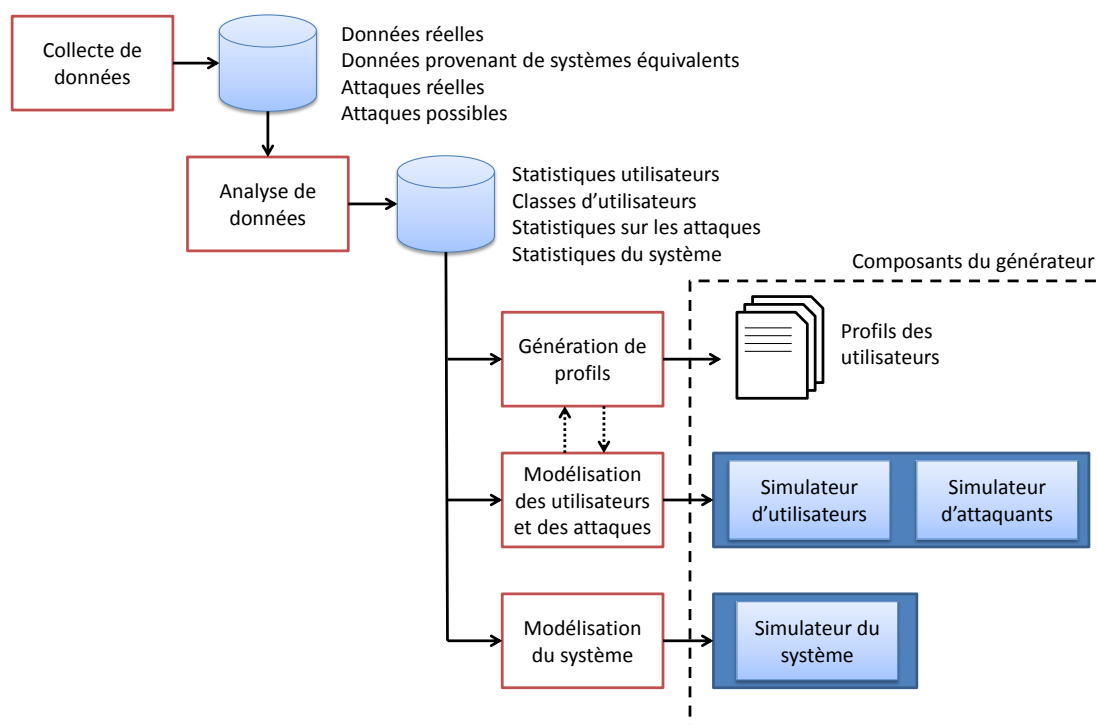 Collecte de
données
Données réelles
Données provenant de systèmes équivalents
Attaques réelles
Attaques possibles
Analyse de
données
Statistiques utilisateurs
Classes d'utilisateurs
Statistiques sur les attaques
Statistiques du système
Composants du générateur
Génération de
profils
Profils des
utilisateurs
Modélisation
des utilisateurs
et des attaques
Simulateur
d'utilisateurs
Simulateur
d'attaquants
Modélisation
du système
Simulateur du
système